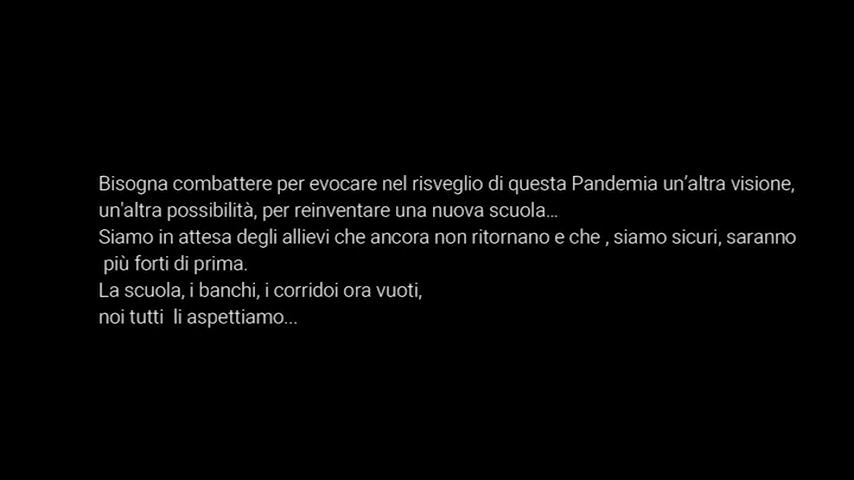 Bisogna combattere per evocare nel risveglio di questa Pandemia un’altra visione,
un'altra possibilità, per reinventare una nuova scuola...
Siamo in attesa degli allievi che ancora non ritornano e che , siamo sicuri, saranno
più forti di prima.
La scuola, i banchi, i corridoi ora vuoti,
noi tutti  li aspettiamo...